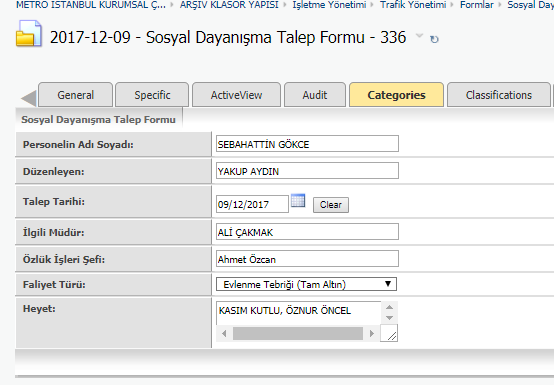 METRO İSTANBUL KURUMSAL Ç... ARŞİV KLASÖR YAPISI İşletme Yönetimi Trafik Yönetimi Formlar Sosyal Dayanı
2017-12-09 - Sosyal Dayanışma Talep Formu - 336
General Specific ActiveView Audit Categories Classifications
Sosyal Dayanışma Talep Formu
Personelin Adı Soyadı: SEBAHATTİN GÖKCE
Düzenleyen: YAKUP AYDIN
Talep Tarihi: 09/12/2017 Clear
İlgili Müdür: ALİ ÇAKMAK
Özlük İşleri Şefi: Ahmet Özcan
Faliyet Türü: Evlenme Tebriği (Tam Altın)
Heyet: KASIM KUTLU, ÖZNUR ÖNCEL